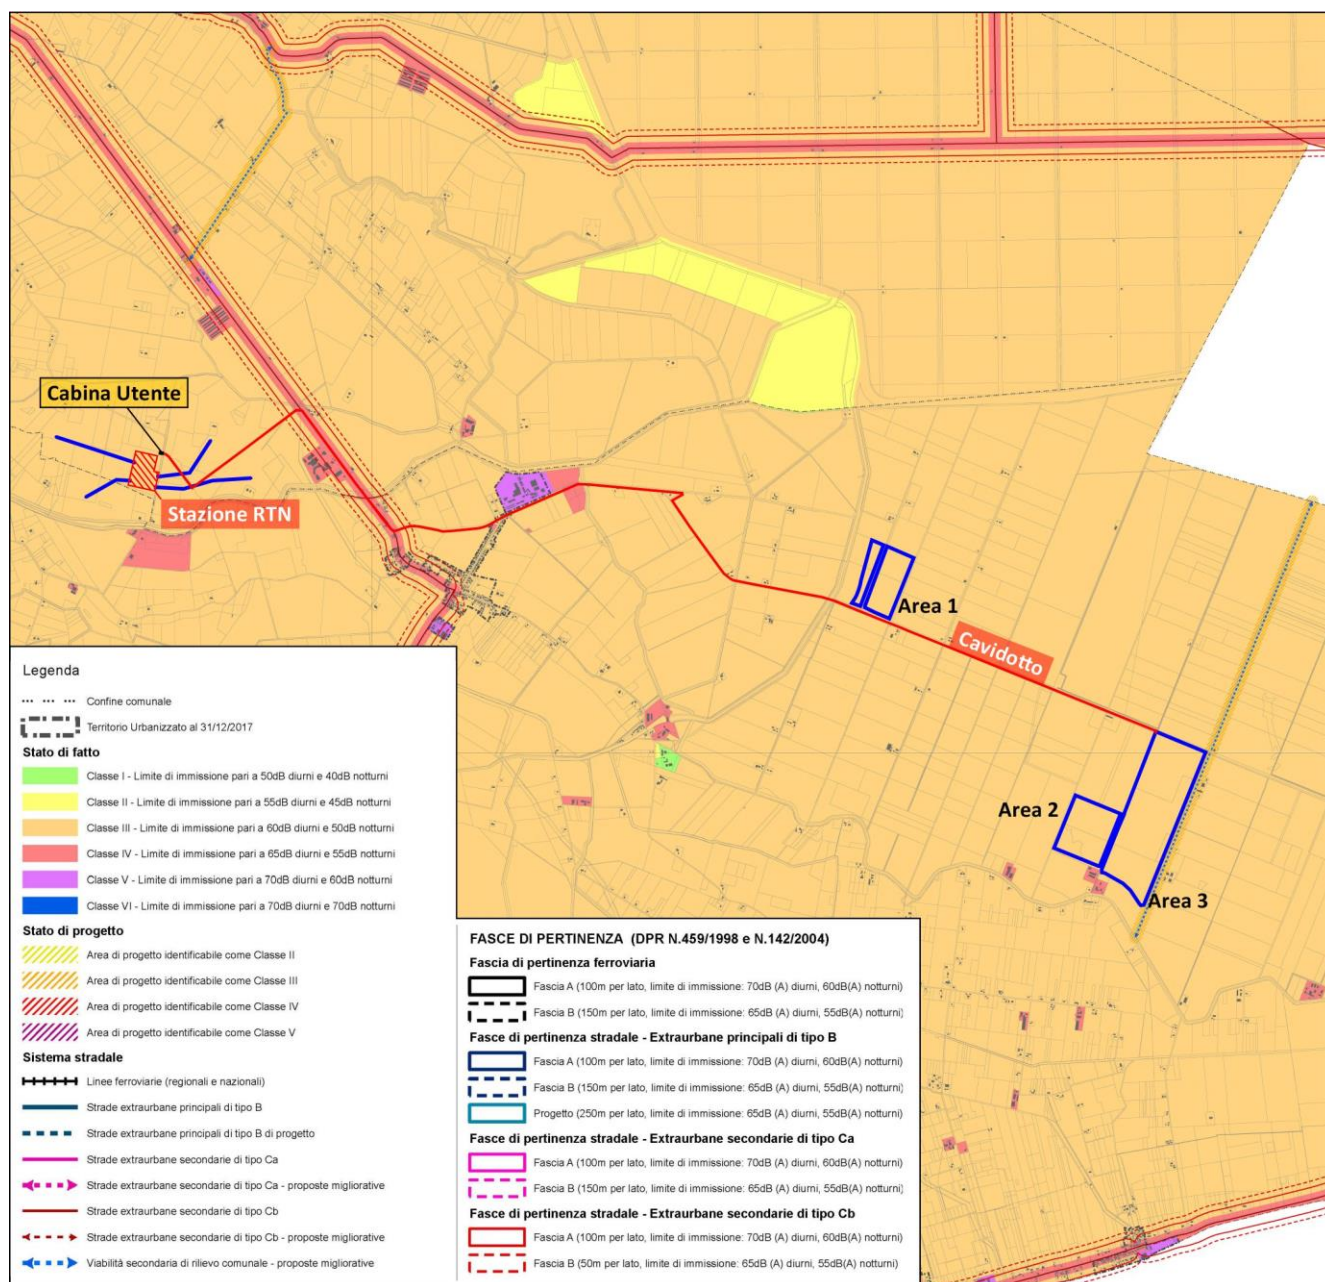 Cabina Utente
Stazione RTN
Area 1
Cavidotto
Area 2
Area 3
Legenda
Confine comunale
Territorio Urbanizzato al 31/12/2017
Stato di fatto
Classe I - Limite di immissione pari a 50dB diurni e 40dB notturni
Classe II - Limite di immissione pari a 55dB diurni e 45dB notturni
Classe III - Limite di immissione pari a 60dB diurni e 50dB notturni
Classe IV - Limite di immissione pari a 65dB diurni e 55dB notturni
Classe V - Limite di immissione pari a 70dB diurni e 60dB notturni
Classe VI - Limite di immissione pari a 70dB diurni e 70dB notturni
Stato di progetto
Area di progetto identificabile come Classe II
Area di progetto identificabile come Classe III
Area di progetto identificabile come Classe IV
Area di progetto identificabile come Classe V
Sistema stradale
Linee ferroviarie (regionali e nazionali)
Strade extraurbane principali di tipo B
Strade extraurbane principali di tipo B di progetto
Strade extraurbane secondarie di tipo Ca
Strade extraurbane secondarie di tipo Ca - proposte migliorative
Strade extraurbane secondarie di tipo Cb
Strade extraurbane secondarie di tipo Cb - proposte migliorative
Viabilità secondaria di rilievo comunale - proposte migliorative
FASCE DI PERTINENZA (DPR N.459/1998 e N.142/2004)
Fascia di pertinenza ferroviaria
Fascia A (100m per lato, limite di immissione: 70dB (A) diurni, 60dB(A) notturni)
Fascia B (150m per lato, limite di immissione: 65dB (A) diurni, 55dB(A) notturni)
Fasce di pertinenza stradale - Extraurbane principali di tipo B
Fascia A (100m per lato, limite di immissione: 70dB (A) diurni, 60dB(A) notturni)
Fascia B (150m per lato, limite di immissione: 65dB (A) diurni, 55dB(A) notturni)
Progetto (250m per lato, limite di immissione: 65dB (A) diurni, 55dB(A) notturni)
Fasce di pertinenza stradale - Extraurbane secondarie di tipo Ca
Fascia A (100m per lato, limite di immissione: 70dB (A) diurni, 60dB(A) notturni)
Fascia B (150m per lato, limite di immissione: 65dB (A) diurni, 55dB(A) notturni)
Fasce di pertinenza stradale - Extraurbane secondarie di tipo Cb
Fascia A (100m per lato, limite di immissione: 70dB (A) diurni, 60dB(A) notturni)
Fascia B (50m per lato, limite di immissione: 65dB (A) diurni, 55dB(A) notturni)